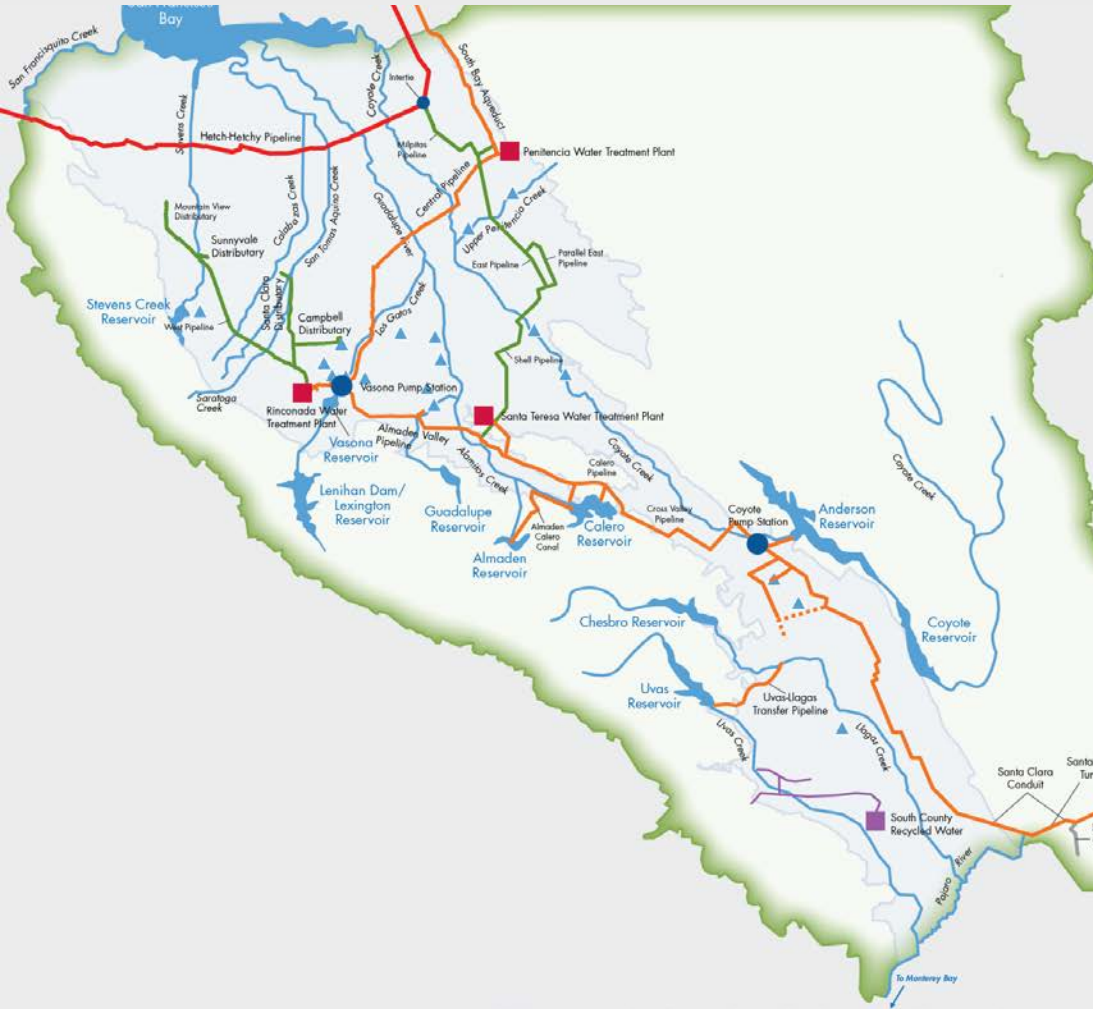 Bay
San Francisquito Creek
Stevens Creek
Coyote Creek
South Bay Aqueduct
Intertie
Hetch-Hetchy Pipeline
Milpitas
Pipeline
Penitencia Water Treatment Plant
Central Pipeline
Calabazas Creek
San Tomas Aquino Creek
Guadalupe River
Upper Penitencia Creek
Mountain View
Distributary
Sunnyvale
Distributary
East Pipeline
Parallel East
Pipeline
Stevens Creek
Reservoir
West Pipeline
Santa Clara
Distributary
Campbell
Distributary
Los Gatos Creek
Shell Pipeline
Saratoga
Creek
Rinconada Water
Treatment Plant
Vasona Pump Station
Santa Teresa Water Treatment Plant
Vasona
Reservoir
Almaden Valley
Pipeline
Alamitos Creek
Coyote Creek
Calero
Pipeline
Lenihan Dam/
Lexington
Reservoir
Guadalupe
Reservoir
Almaden
Calero
Canal
Calero
Reservoir
Cross Valley
Pipeline
Coyote
Pump Station
Anderson
Reservoir
Coyote Creek
Almaden
Reservoir
Chesbro Reservoir
Coyote
Reservoir
Uvas
Reservoir
Uvas-Llagas
Transfer Pipeline
Uvas Creek
Llagas Creek
Santa Clara
Conduit
South County
Recycled Water
Pajaro River
To Monterey Bay